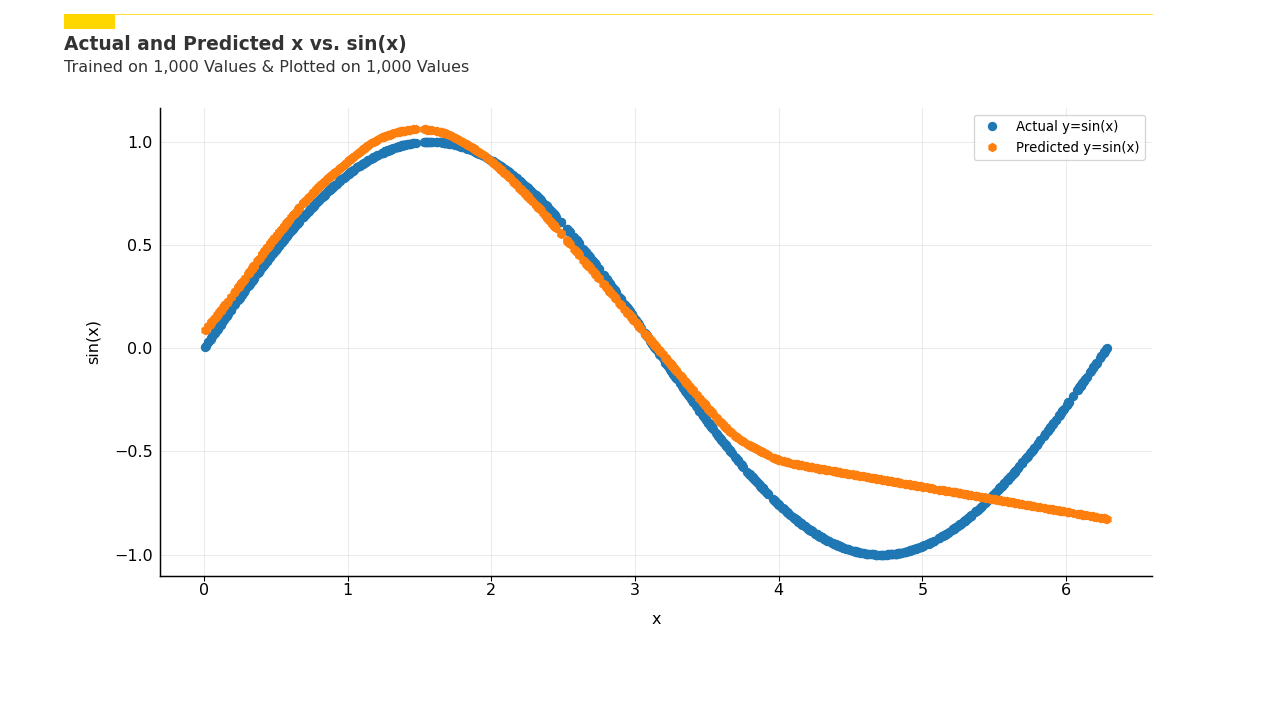 Actual and Predicted x vs. sin(x)
Trained on 1,000 Values & Plotted on 1,000 Values
Actual y=sin(x)
Predicted y=sin(x)
1.0
0.5
0.0
−0.5
−1.0
sin(x)
0 1 2 3 4 5 6
x